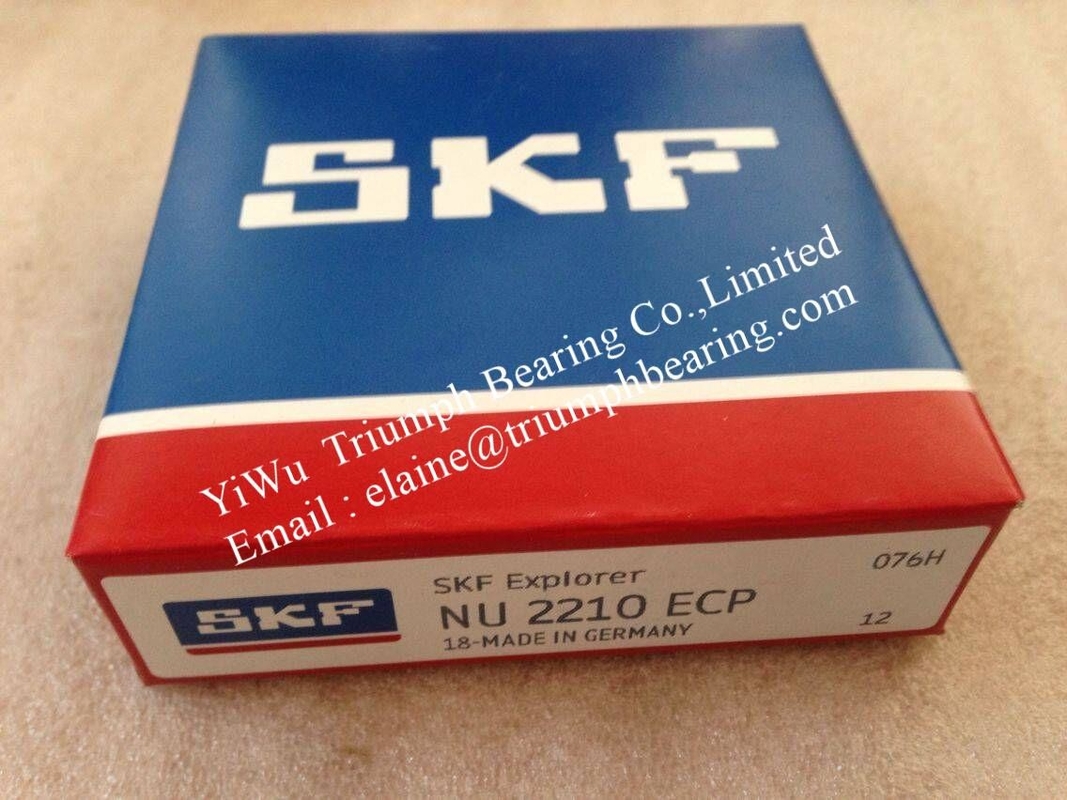 SKF
YiWu Triumph Bearing Co.,Limited
Email : elaine@triumphbearing.com
SKF
SKF Explorer
NU 2210 ECP
18-MADE IN GERMANY
076H
12